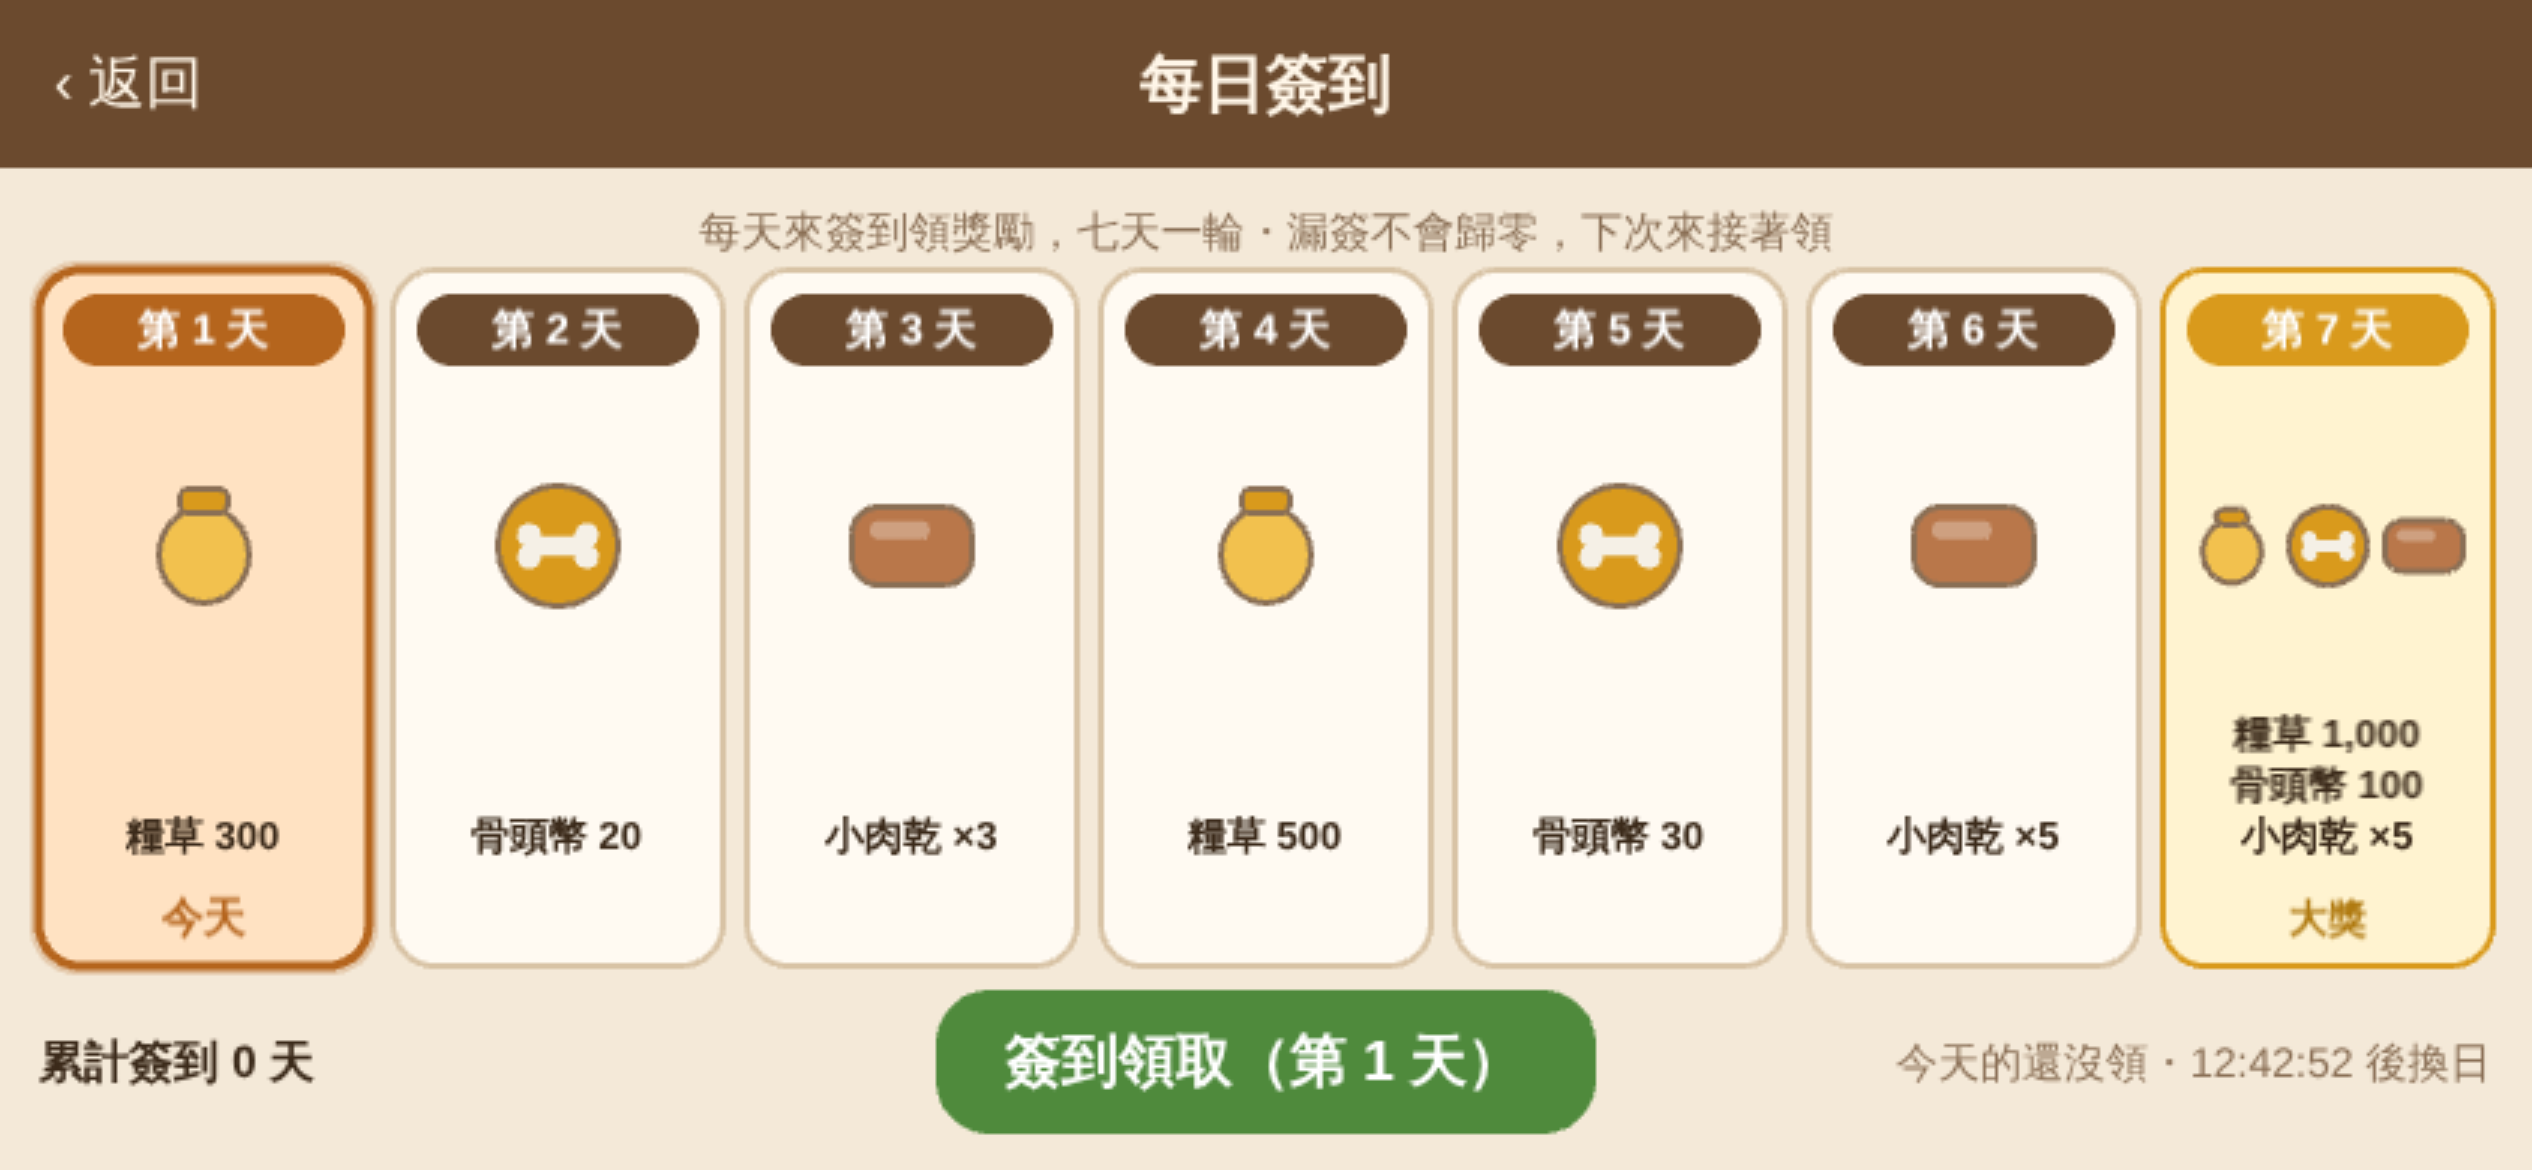 ‹ 返回
每日簽到
每天來簽到領獎勵，七天一輪・漏簽不會歸零，下次來接著領
第 1 天
糧草 300
今天
第 2 天
骨頭幣 20
第 3 天
小肉乾 ×3
第 4 天
糧草 500
第 5 天
骨頭幣 30
第 6 天
小肉乾 ×5
第 7 天
糧草 1,000
骨頭幣 100
小肉乾 ×5
大獎
累計簽到 0 天
簽到領取（第 1 天）
今天的還沒領・12:42:52 後換日